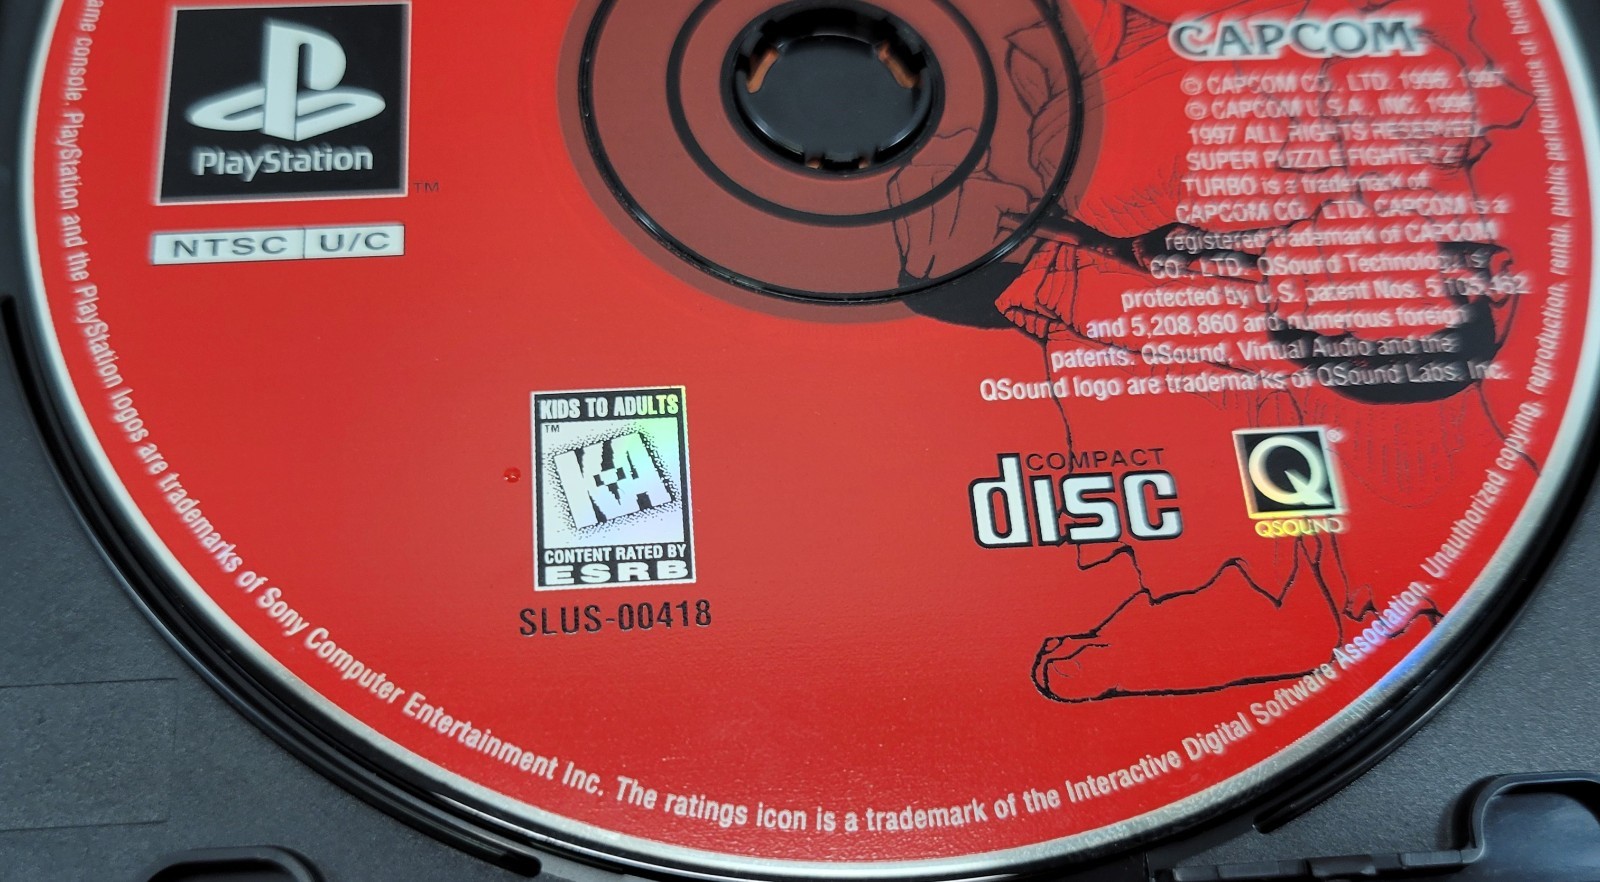 PlayStation
TM
NTSC U/C
CAPCOM
© CAPCOM CO., LTD. 1996, 1997
© CAPCOM U.S.A., INC. 1996,
1997 ALL RIGHTS RESERVED.
SUPER PUZZLE FIGHTER 2
TURBO is a trademark of
CAPCOM CO., LTD. CAPCOM is a
registered trademark of CAPCOM
CO., LTD. QSound Technology is
protected by U.S. patent Nos. 5,105,462
and 5,208,860 and numerous foreign
patents. QSound, Virtual Audio and the
QSound logo are trademarks of QSound Labs, Inc.
KIDS TO ADULTS
TM
K-A
CONTENT RATED BY
ESRB
SLUS-00418
COMPACT
disc
Q
®
QSOUND
ame console. PlayStation and the PlayStation logos are trademarks of Sony Computer Entertainment Inc. The ratings icon is a trademark of the Interactive Digital Software Association. Unauthorized copying, reproduction, rental, public performance or broa